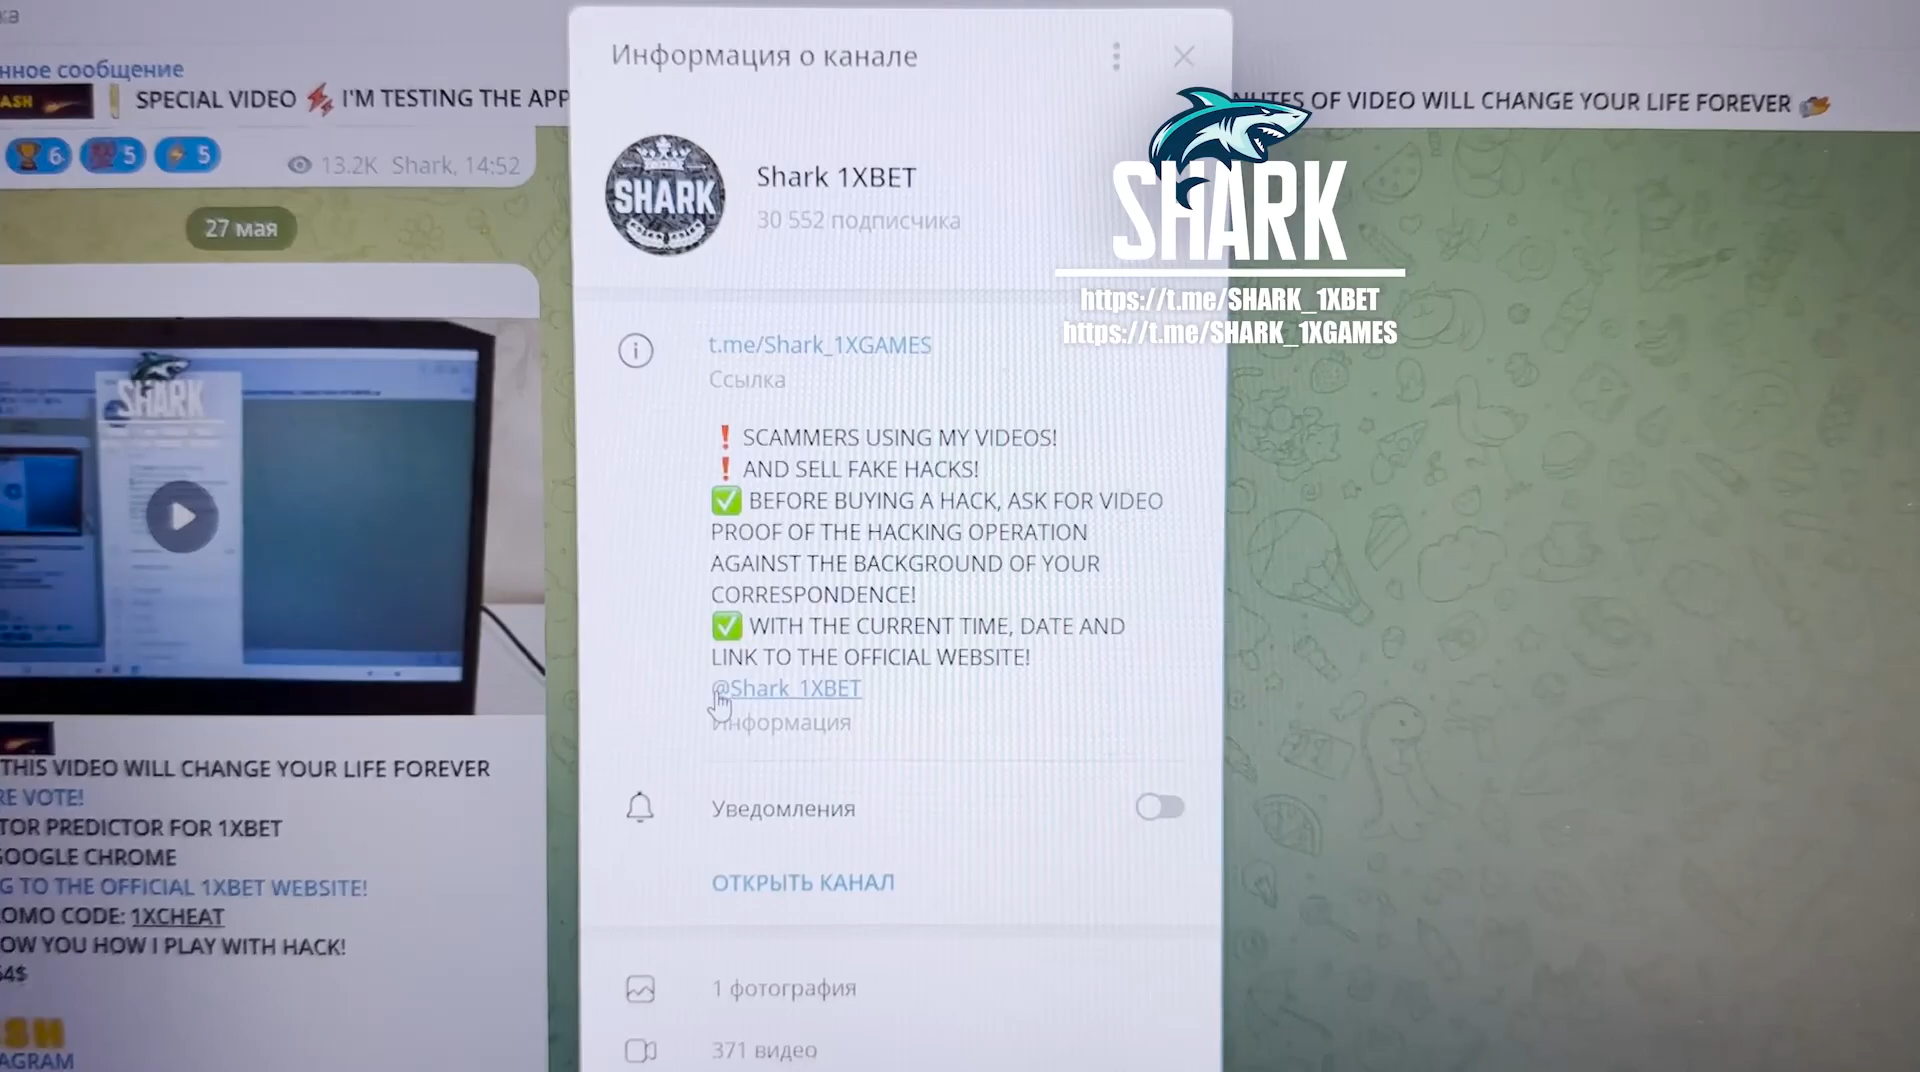 нное сообщение
SPECIAL VIDEO ⚡ I'M TESTING THE APP
NUTES OF VIDEO WILL CHANGE YOUR LIFE FOREVER
6 5 5
13.2K Shark, 14:52
27 мая
SHARK
THIS VIDEO WILL CHANGE YOUR LIFE FOREVER
RE VOTE!
TOR PREDICTOR FOR 1XBET
GOOGLE CHROME
G TO THE OFFICIAL 1XBET WEBSITE!
OMO CODE: 1XCHEAT
OW YOU HOW I PLAY WITH HACK!
64$
AGRAM
Информация о канале
SHARK
Shark 1XBET
30 552 подписчика
t.me/Shark_1XGAMES
Ссылка
❗ SCAMMERS USING MY VIDEOS!
❗ AND SELL FAKE HACKS!
✅ BEFORE BUYING A HACK, ASK FOR VIDEO
PROOF OF THE HACKING OPERATION
AGAINST THE BACKGROUND OF YOUR
CORRESPONDENCE!
✅ WITH THE CURRENT TIME, DATE AND
LINK TO THE OFFICIAL WEBSITE!
@Shark_1XBET
Информация
Уведомления
ОТКРЫТЬ КАНАЛ
1 фотография
371 видео
SHARK
https://t.me/SHARK_1XBET
https://t.me/SHARK_1XGAMES